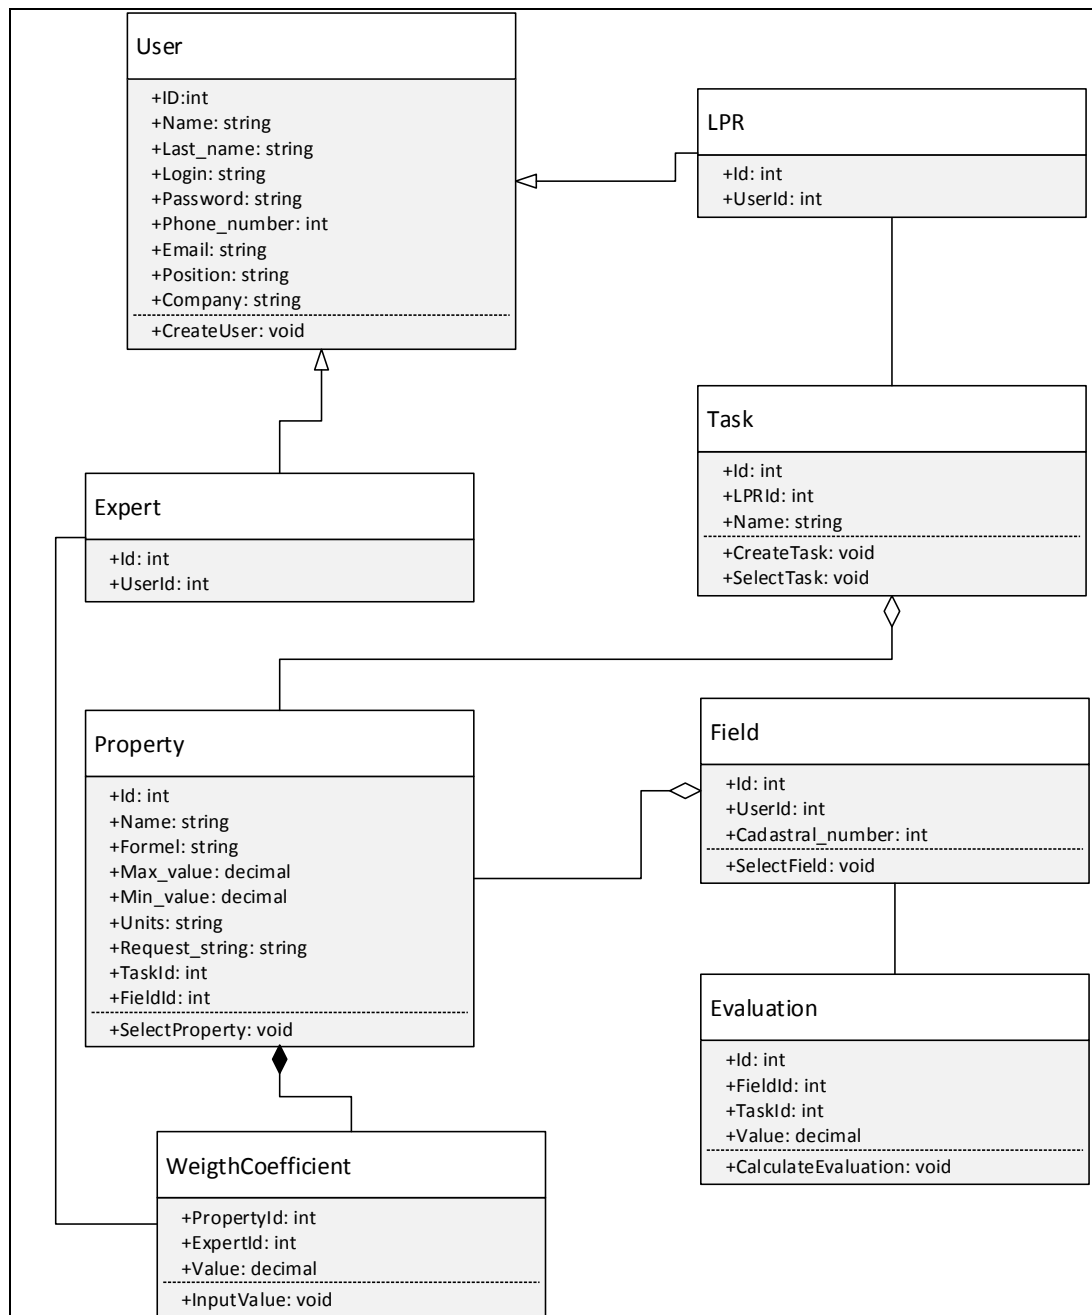 User
+ID:int
+Name: string
+Last_name: string
+Login: string
+Password: string
+Phone_number: int
+Email: string
+Position: string
+Company: string
+CreateUser: void
LPR
+Id: int
+UserId: int
Task
+Id: int
+LPRId: int
+Name: string
+CreateTask: void
+SelectTask: void
Expert
+Id: int
+UserId: int
Property
+Id: int
+Name: string
+Formel: string
+Max_value: decimal
+Min_value: decimal
+Units: string
+Request_string: string
+TaskId: int
+FieldId: int
+SelectProperty: void
Field
+Id: int
+UserId: int
+Cadastral_number: int
+SelectField: void
Evaluation
+Id: int
+FieldId: int
+TaskId: int
+Value: decimal
+CalculateEvaluation: void
WeigthCoefficient
+PropertyId: int
+ExpertId: int
+Value: decimal
+InputValue: void